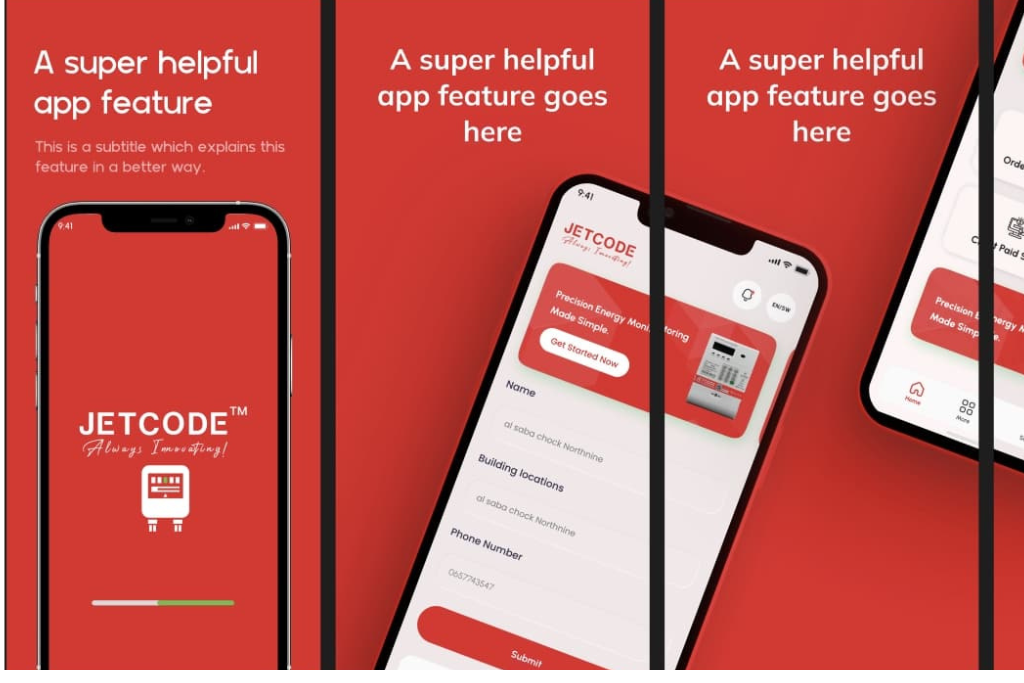 A super helpful
app feature
This is a subtitle which explains this
feature in a better way.
9:41
JETCODE™
Always Innovating!
A super helpful
app feature goes
here
9:41
JETCODE
Always Innovating!
EN/SW
Precision Energy Monitoring
Made Simple.
Get Started Now
Name
al saba chock Northnine
Building locations
al saba chock Northnine
Phone Number
0657743547
Submit
A super helpful
app feature goes
here
Orde
Paid S
Precision En
Made Simple.
Home
More